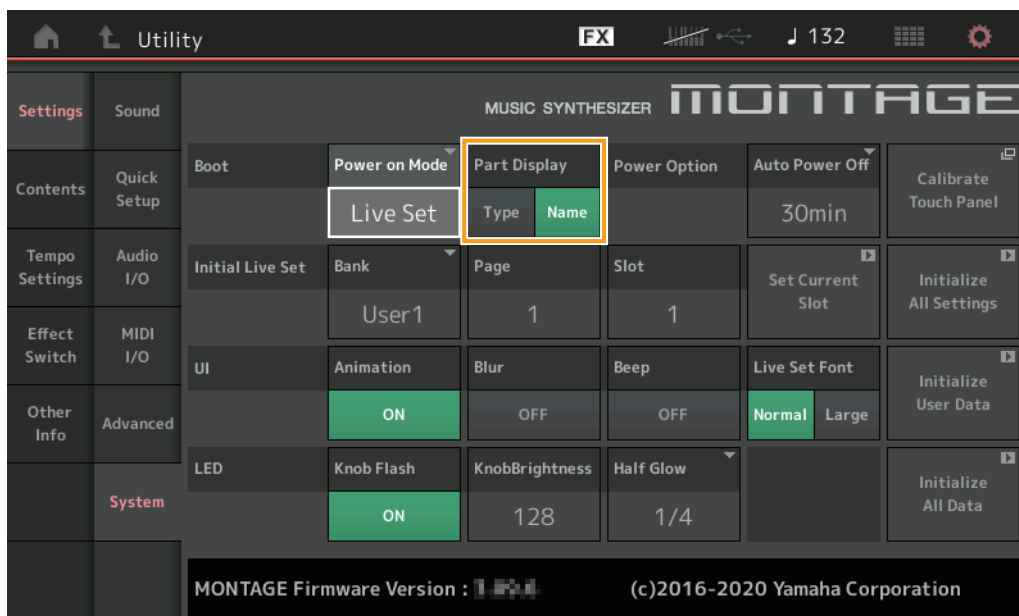 Utility
FX
132
Settings
Sound
MUSIC SYNTHESIZER MONTAGE
Contents
Quick
Setup
Boot
Power on Mode
Live Set
Part Display
Type
Name
Power Option
Auto Power Off
30min
Calibrate
Touch Panel
Tempo
Settings
Audio
I/O
Initial Live Set
Bank
User1
Page
1
Slot
1
Set Current
Slot
Initialize
All Settings
Effect
Switch
MIDI
I/O
UI
Animation
ON
Blur
OFF
Beep
OFF
Live Set Font
Normal
Large
Initialize
User Data
Other
Info
Advanced
LED
Knob Flash
ON
KnobBrightness
128
Half Glow
1/4
Initialize
All Data
System
MONTAGE Firmware Version :
(c)2016-2020 Yamaha Corporation